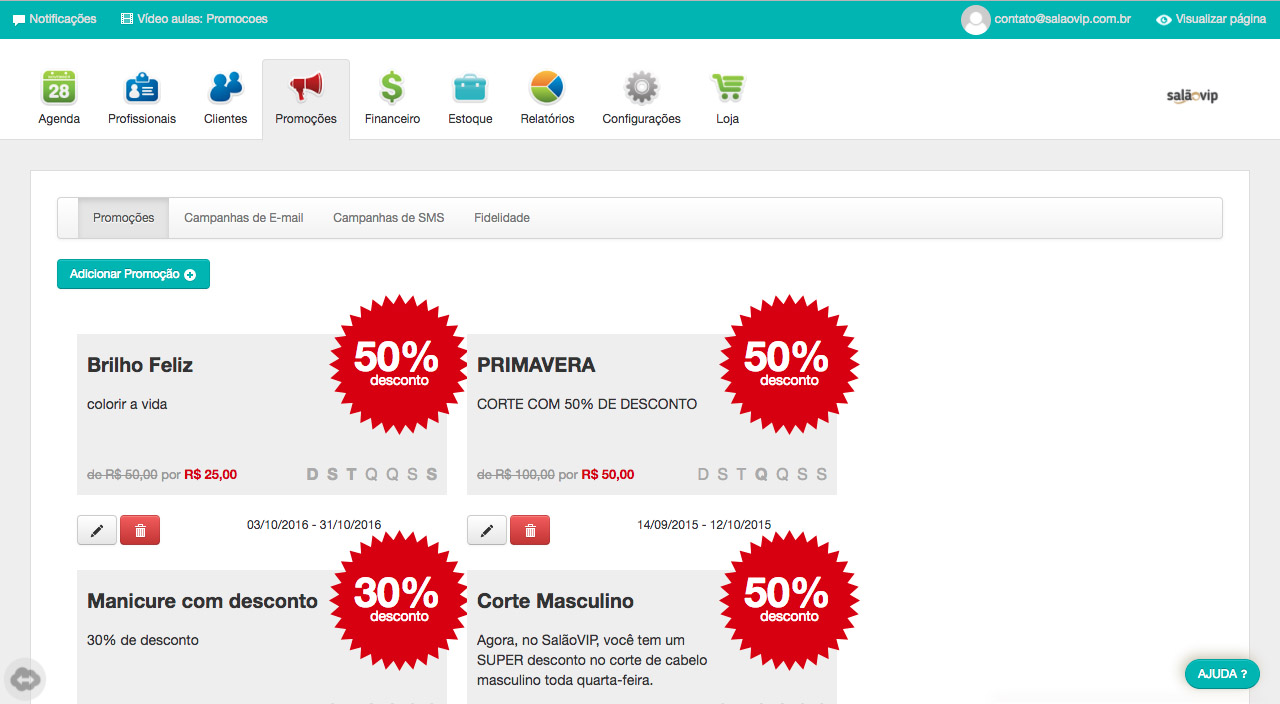 Notificações
Vídeo aulas: Promocoes
contato@salaovip.com.br
Visualizar página
28
Agenda
Profissionais
Clientes
Promoções
Financeiro
Estoque
Relatórios
Configurações
Loja
salãovip
Promoções
Campanhas de E-mail
Campanhas de SMS
Fidelidade
Adicionar Promoção
Brilho Feliz
50%
desconto
colorir a vida
de R$ 50,00 por R$ 25,00
D S T Q Q S S
03/10/2016 - 31/10/2016
PRIMAVERA
50%
desconto
CORTE COM 50% DE DESCONTO
de R$ 100,00 por R$ 50,00
D S T Q Q S S
14/09/2015 - 12/10/2015
Manicure com desconto
30%
desconto
30% de desconto
Corte Masculino
50%
desconto
Agora, no SalãoVIP, você tem um
SUPER desconto no corte de cabelo
masculino toda quarta-feira.
AJUDA ?